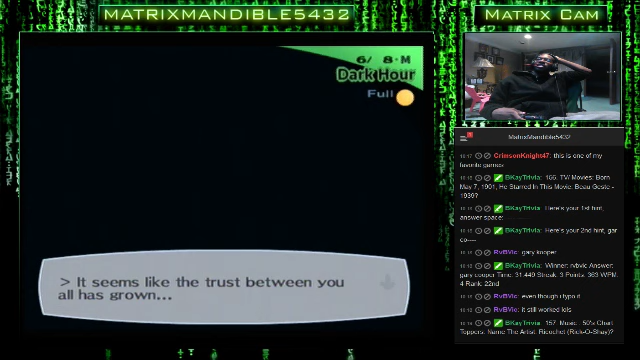 MATRIXMANDIBLE5432
MATRIX CAM
6/ 8・M
Dark Hour
Full
> It seems like the trust between you
all has grown...
MatrixMandible5432
CrimsonKnight47: this is one of my
favorite games
BKayTrivia: 166. TV/ Movies: Born
May 7, 1901, He Starred In This Movie: Beau Geste -
1939?
BKayTrivia: Here's your 1st hint,
answer space:
BKayTrivia: Here's your 2nd hint, gar
co----
RvBVic: gary kooper
BKayTrivia: Winner: rvbvic Answer:
gary cooper Time: 31.449 Streak: 3 Points: 363 WPM:
4 Rank: 22nd
RvBVic: even though i typo it
RvBVic: it still worked lols
BKayTrivia: 157. Music : 50's Chart
Toppers: Name The Artist: Ricochet (Rick-O-Shay)?